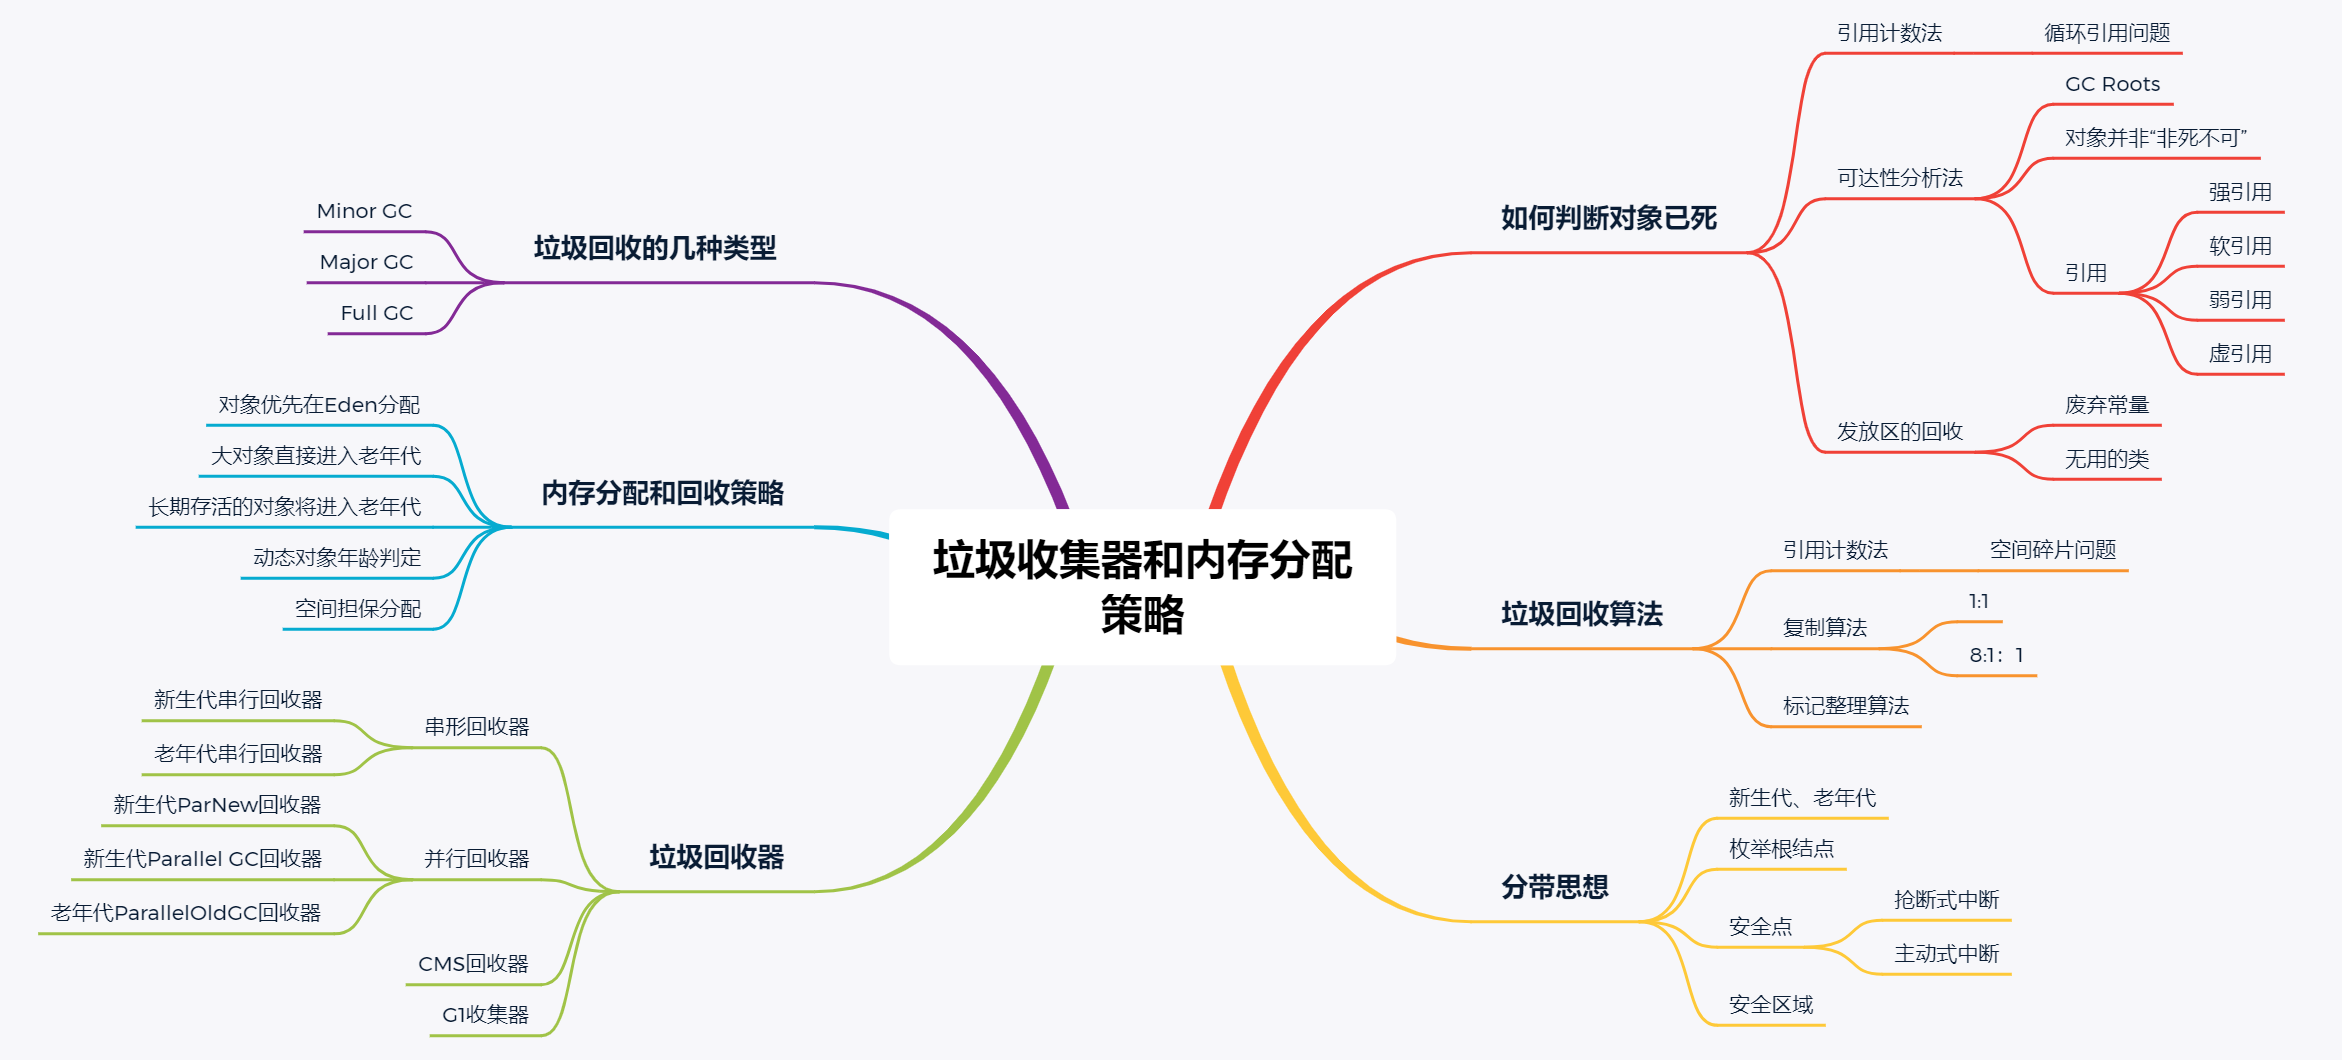 垃圾收集器和内存分配
策略
如何判断对象已死
引用计数法
循环引用问题
可达性分析法
GC Roots
对象并非“非死不可”
引用
强引用
软引用
弱引用
虚引用
发放区的回收
废弃常量
无用的类
垃圾回收算法
引用计数法
空间碎片问题
复制算法
1:1
8:1：1
标记整理算法
分带思想
新生代、老年代
枚举根结点
安全点
抢断式中断
主动式中断
安全区域
垃圾回收的几种类型
Minor GC
Major GC
Full GC
内存分配和回收策略
对象优先在Eden分配
大对象直接进入老年代
长期存活的对象将进入老年代
动态对象年龄判定
空间担保分配
垃圾回收器
串形回收器
新生代串行回收器
老年代串行回收器
并行回收器
新生代ParNew回收器
新生代Parallel GC回收器
老年代ParallelOldGC回收器
CMS回收器
G1收集器